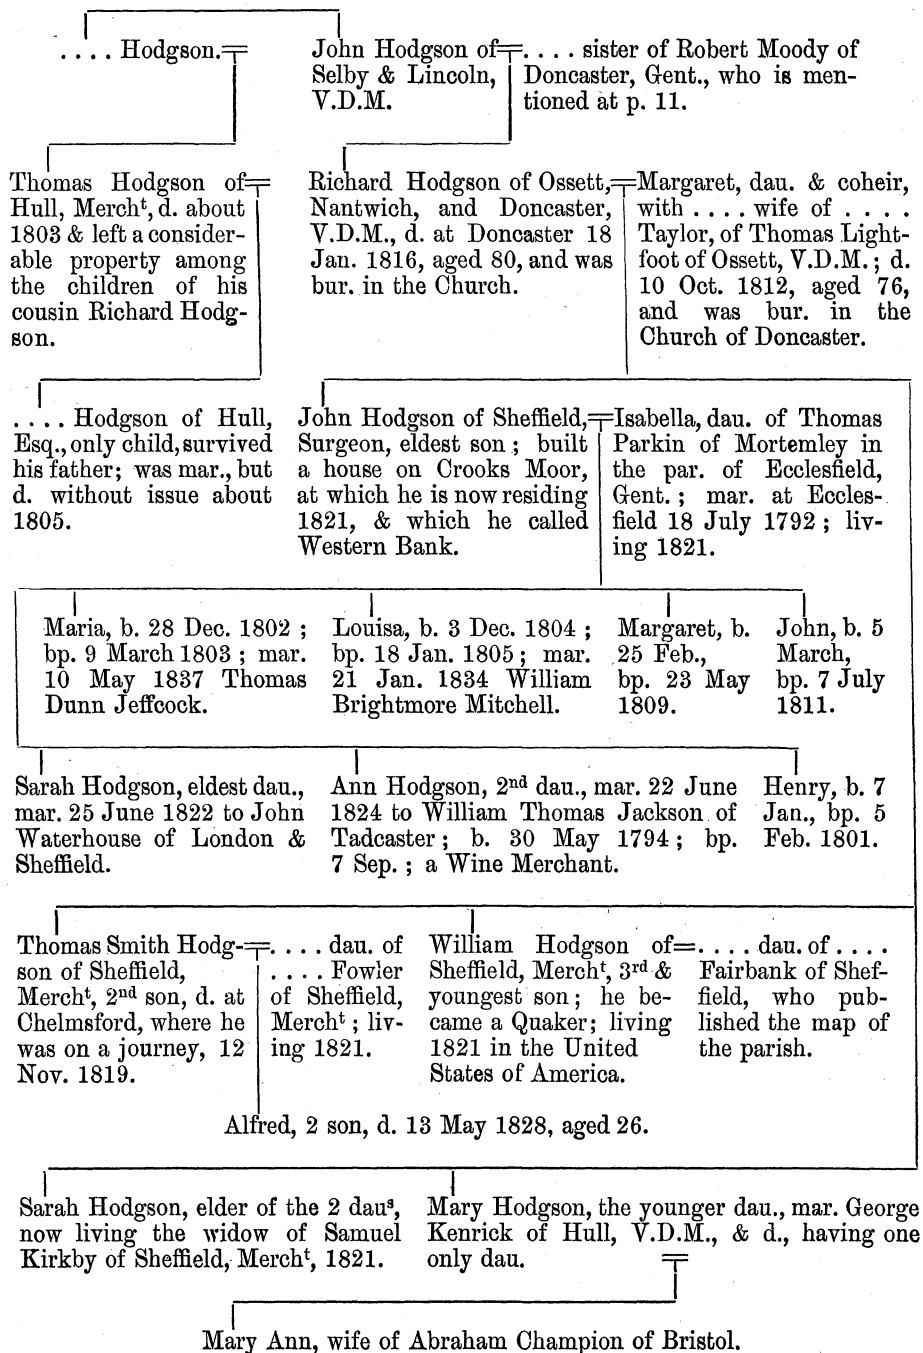 . . . . Hodgson.
John Hodgson of
Selby & Lincoln,
V.D.M.
. . . . sister of Robert Moody of
Doncaster, Gent., who is men-
tioned at p. 11.
Thomas Hodgson of
Hull, Mercht, d. about
1803 & left a consider-
able property among
the children of his
cousin Richard Hodg-
son.
Richard Hodgson of Ossett,
Nantwich, and Doncaster,
V.D.M., d. at Doncaster 18
Jan. 1816, aged 80, and was
bur. in the Church.
Margaret, dau. & coheir,
with . . . . wife of . . . .
Taylor, of Thomas Light-
foot of Ossett, V.D.M. ; d.
10 Oct. 1812, aged 76,
and was bur. in the
Church of Doncaster.
. . . . Hodgson of Hull,
Esq., only child, survived
his father; was mar., but
d. without issue about
1805.
John Hodgson of Sheffield,
Surgeon, eldest son ; built
a house on Crooks Moor,
at which he is now residing
1821, & which he called
Western Bank.
Isabella, dau. of Thomas
Parkin of Mortemley in
the par. of Ecclesfield,
Gent. ; mar. at Eccles-
field 18 July 1792 ; liv-
ing 1821.
Maria, b. 28 Dec. 1802 ;
bp. 9 March 1803 ; mar.
10 May 1837 Thomas
Dunn Jeffcock.
Louisa, b. 3 Dec. 1804 ;
bp. 18 Jan. 1805 ; mar.
21 Jan. 1834 William
Brightmore Mitchell.
Margaret, b.
25 Feb.,
bp. 23 May
1809.
John, b. 5
March,
bp. 7 July
1811.
Sarah Hodgson, eldest dau.,
mar. 25 June 1822 to John
Waterhouse of London &
Sheffield.
Ann Hodgson, 2nd dau., mar. 22 June
1824 to William Thomas Jackson of
Tadcaster ; b. 30 May 1794 ; bp.
7 Sep. ; a Wine Merchant.
Henry, b. 7
Jan., bp. 5
Feb. 1801.
Thomas Smith Hodg-
son of Sheffield,
Mercht, 2nd son, d. at
Chelmsford, where he
was on a journey, 12
Nov. 1819.
. . . . dau. of
. . . . Fowler
of Sheffield,
Mercht ; liv-
ing 1821.
William Hodgson of
Sheffield, Mercht, 3rd &
youngest son ; he be-
came a Quaker; living
1821 in the United
States of America.
. . . . dau. of . . . .
Fairbank of Shef-
field, who pub-
lished the map of
the parish.
Alfred, 2 son, d. 13 May 1828, aged 26.
Sarah Hodgson, elder of the 2 daus,
now living the widow of Samuel
Kirkby of Sheffield, Mercht, 1821.
Mary Hodgson, the younger dau., mar. George
Kenrick of Hull, V.D.M., & d., having one
only dau.
Mary Ann, wife of Abraham Champion of Bristol.